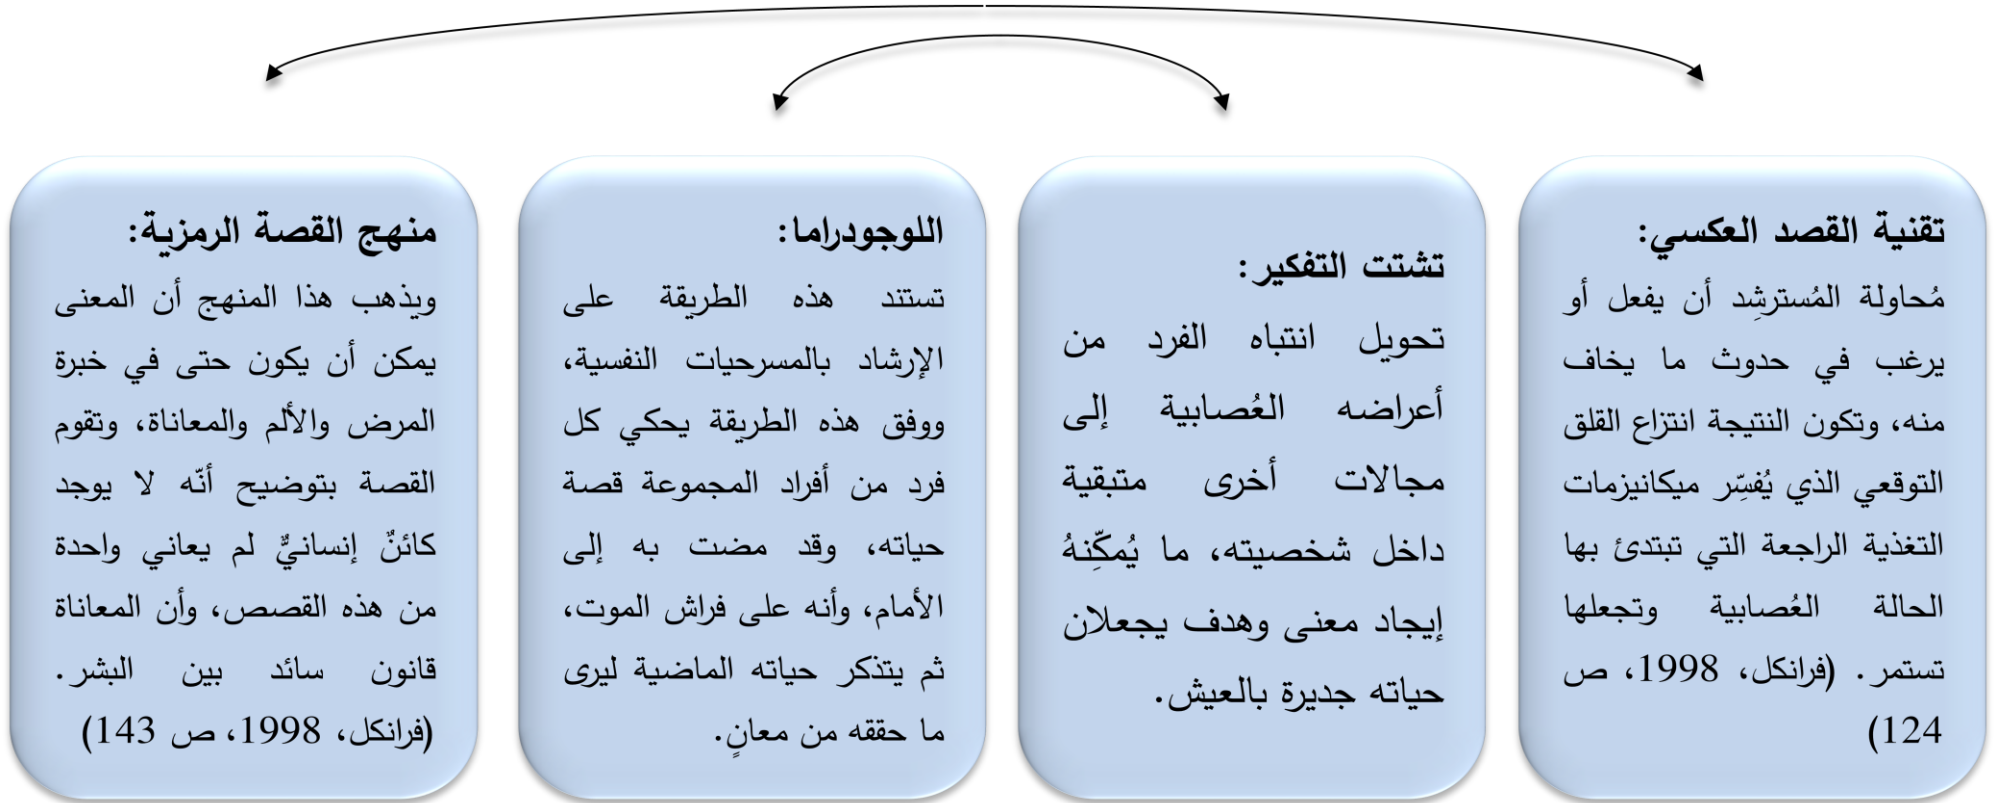 تقنية القصد العكسي:
مُحاولة المُسترشِد أن يفعل أو
يرغب في حدوث ما يخاف
منه، وتكون النتيجة انتزاع القلق
التوقعي الذي يُفسِّر ميكانيزمات
التغذية الراجعة التي تبتدئ بها
الحالة العُصابية وتجعلها
تستمر. (فرانكل، 1998، ص
124)
تشتت التفكير:
تحويل انتباه الفرد من
أعراضه العُصابية إلى
مجالات أخرى متبقية
داخل شخصيته، ما يُمكّنِهُ
إيجاد معنى وهدف يجعلان
حياته جديرة بالعيش.
اللوجودراما:
تستند هذه الطريقة على
الإرشاد بالمسرحيات النفسية،
ووفق هذه الطريقة يحكي كل
فرد من أفراد المجموعة قصة
حياته، وقد مضت به إلى
الأمام، وأنه على فراش الموت،
ثم يتذكر حياته الماضية ليرى
ما حققه من معانٍ.
منهج القصة الرمزية:
ويذهب هذا المنهج أن المعنى
يمكن أن يكون حتى في خبرة
المرض والألم والمعاناة، وتقوم
القصة بتوضيح أنّه لا يوجد
كائنٌ إنسانيٌّ لم يعاني واحدة
من هذه القصص، وأن المعاناة
قانون سائد بين البشر.
(فرانكل، 1998، ص 143)